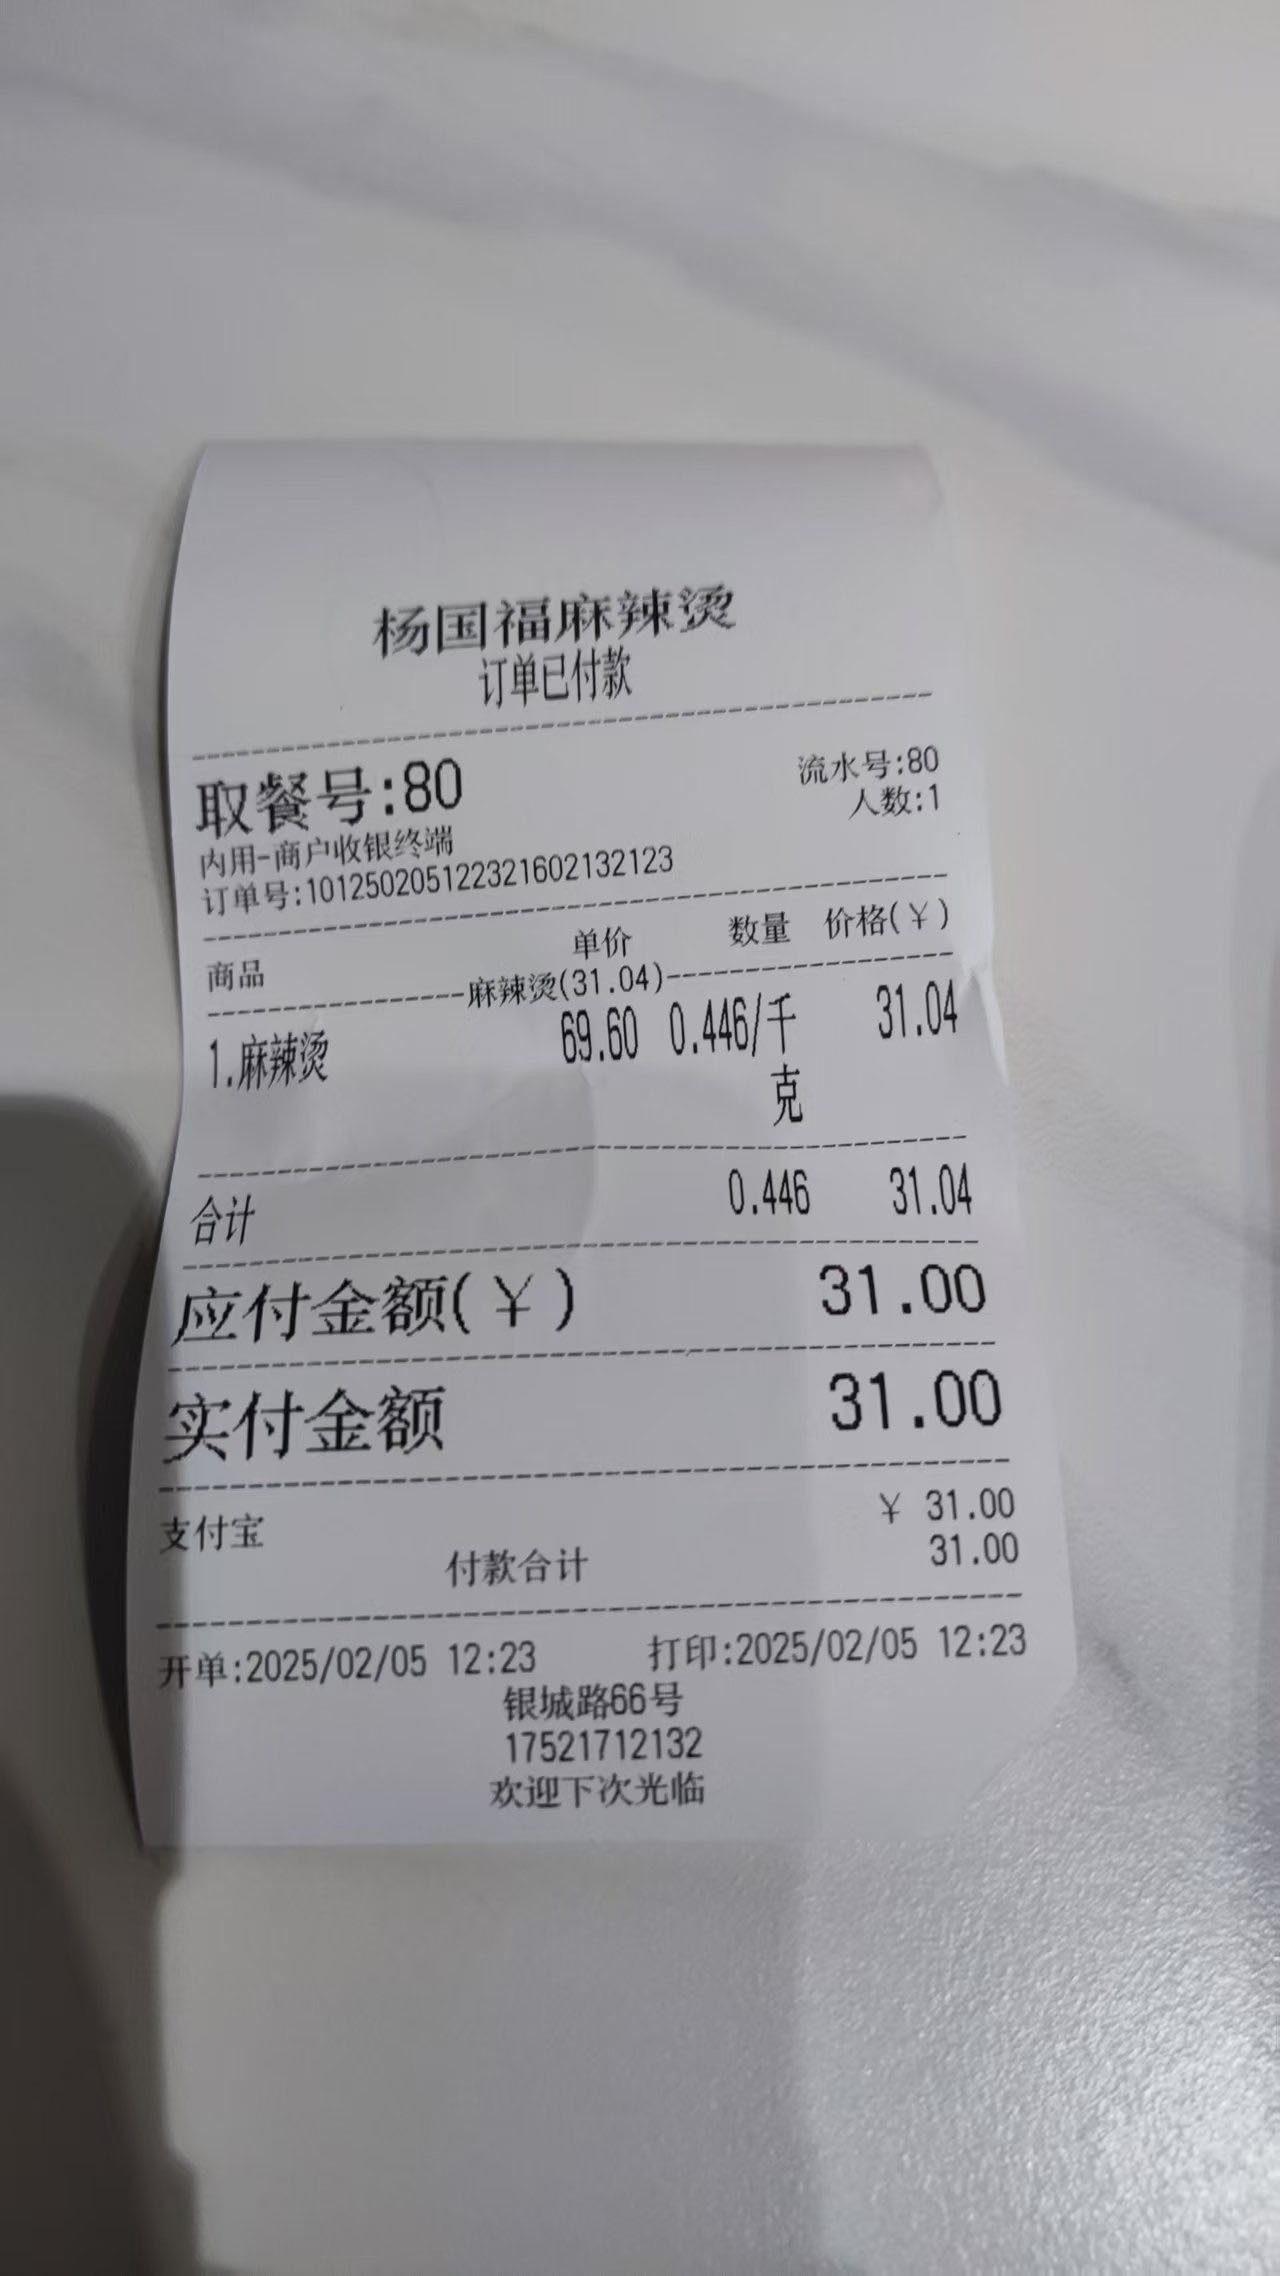 杨国福麻辣烫
订单已付款
取餐号:80 流水号:80
人数:1
内用-商户收银终端
订单号:101250205122321602132123
商品 单价 数量 价格(￥)
麻辣烫(31.04)
1.麻辣烫 69.60 0.446/千克 31.04
合计 0.446 31.04
应付金额(￥) 31.00
实付金额 31.00
支付宝 ￥ 31.00
付款合计 31.00
开单:2025/02/05 12:23 打印:2025/02/05 12:23
银城路66号
17521712132
欢迎下次光临